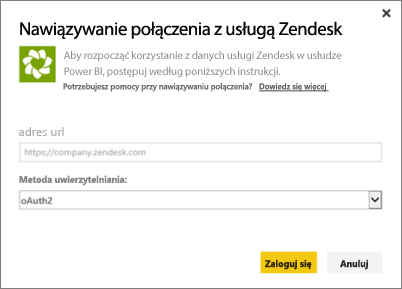 Nawiązywanie połączenia z usługą Zendesk
Aby rozpocząć korzystanie z danych usługi Zendesk w usłudze
Power BI, postępuj według poniższych instrukcji.
Potrzebujesz pomocy przy nawiązywaniu połączenia? Dowiedz się więcej
adres url
https://company.zendesk.com
Metoda uwierzytelniania:
oAuth2
Zaloguj się Anuluj